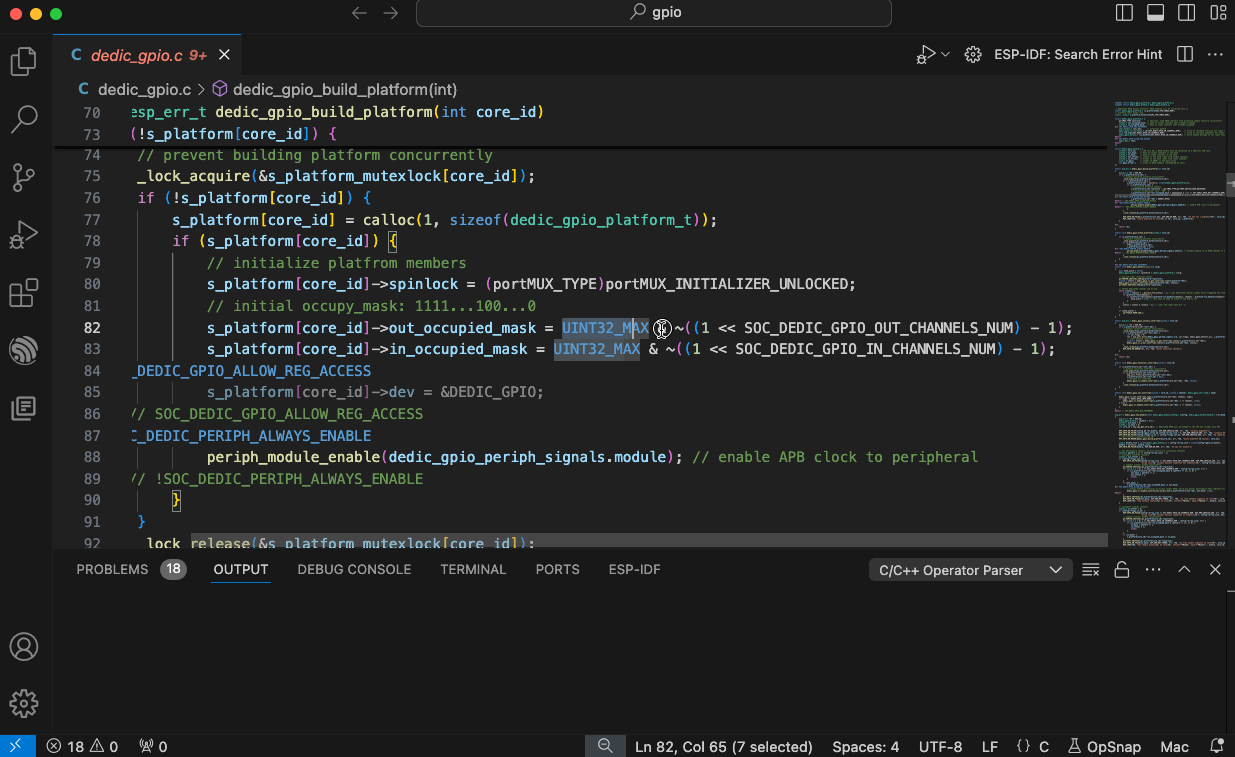 gpio
C dedic_gpio.c 9+
ESP-IDF: Search Error Hint
C dedic_gpio.c > dedic_gpio_build_platform(int)
70 esp_err_t dedic_gpio_build_platform(int core_id)
73 (!s_platform[core_id]) {
74 // prevent building platform concurrently
75 _lock_acquire(&s_platform_mutexlock[core_id]);
76 if (!s_platform[core_id]) {
77 s_platform[core_id] = calloc(1, sizeof(dedic_gpio_platform_t));
78 if (s_platform[core_id]) {
79 // initialize platfrom members
80 s_platform[core_id]->spinlock = (portMUX_TYPE)portMUX_INITIALIZER_UNLOCKED;
81 // initial occupy_mask: 1111...100...0
82 s_platform[core_id]->out_occupied_mask = UINT32_MAX & ~((1 << SOC_DEDIC_GPIO_OUT_CHANNELS_NUM) - 1);
83 s_platform[core_id]->in_occupied_mask = UINT32_MAX & ~((1 << SOC_DEDIC_GPIO_IN_CHANNELS_NUM) - 1);
84 _DEDIC_GPIO_ALLOW_REG_ACCESS
85 s_platform[core_id]->dev = &DEDIC_GPIO;
86 // SOC_DEDIC_GPIO_ALLOW_REG_ACCESS
87 C_DEDIC_PERIPH_ALWAYS_ENABLE
88 periph_module_enable(dedic_gpio_periph_signals.module); // enable APB clock to peripheral
89 // !SOC_DEDIC_PERIPH_ALWAYS_ENABLE
90 }
91 }
92 _lock_release(&s_platform_mutexlock[core_id]);
PROBLEMS 18 OUTPUT DEBUG CONSOLE TERMINAL PORTS ESP-IDF C/C++ Operator Parser
18 0 0 Ln 82, Col 65 (7 selected) Spaces: 4 UTF-8 LF {} C OpSnap Mac